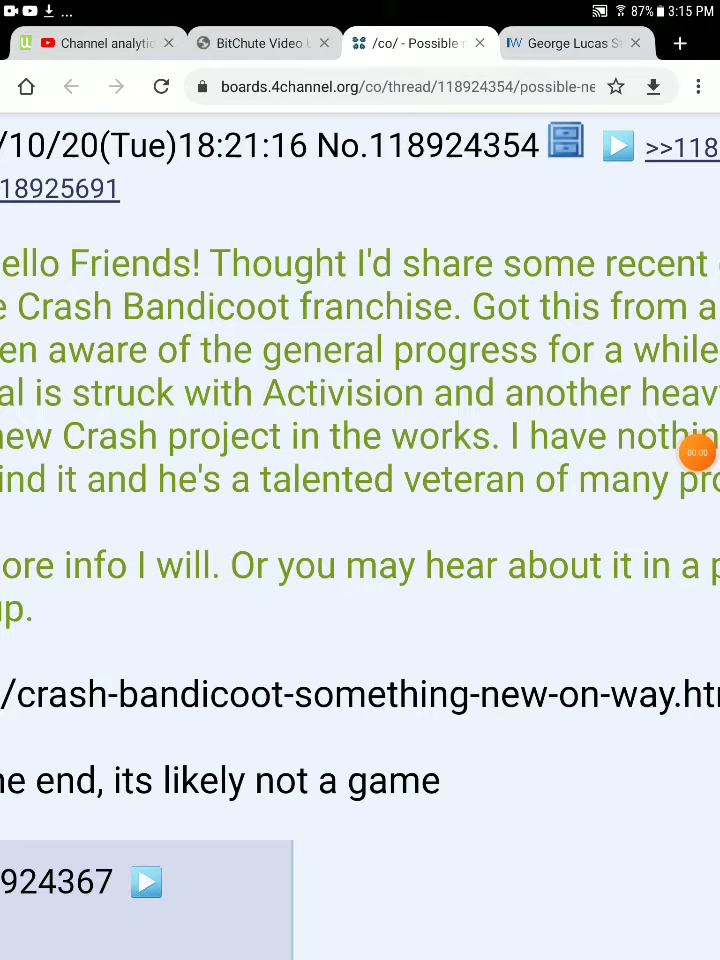 ... 87% 3:15 PM
Channel analytic BitChute Video /co/ - Possible George Lucas
boards.4channel.org/co/thread/118924354/possible-ne
/10/20(Tue)18:21:16 No.118924354 >>118
18925691
ello Friends! Thought I'd share some recent
e Crash Bandicoot franchise. Got this from a
en aware of the general progress for a while
al is struck with Activision and another heav
new Crash project in the works. I have nothin
00:00
ind it and he's a talented veteran of many pro
ore info I will. Or you may hear about it in a p
up.
/crash-bandicoot-something-new-on-way.htm
he end, its likely not a game
924367